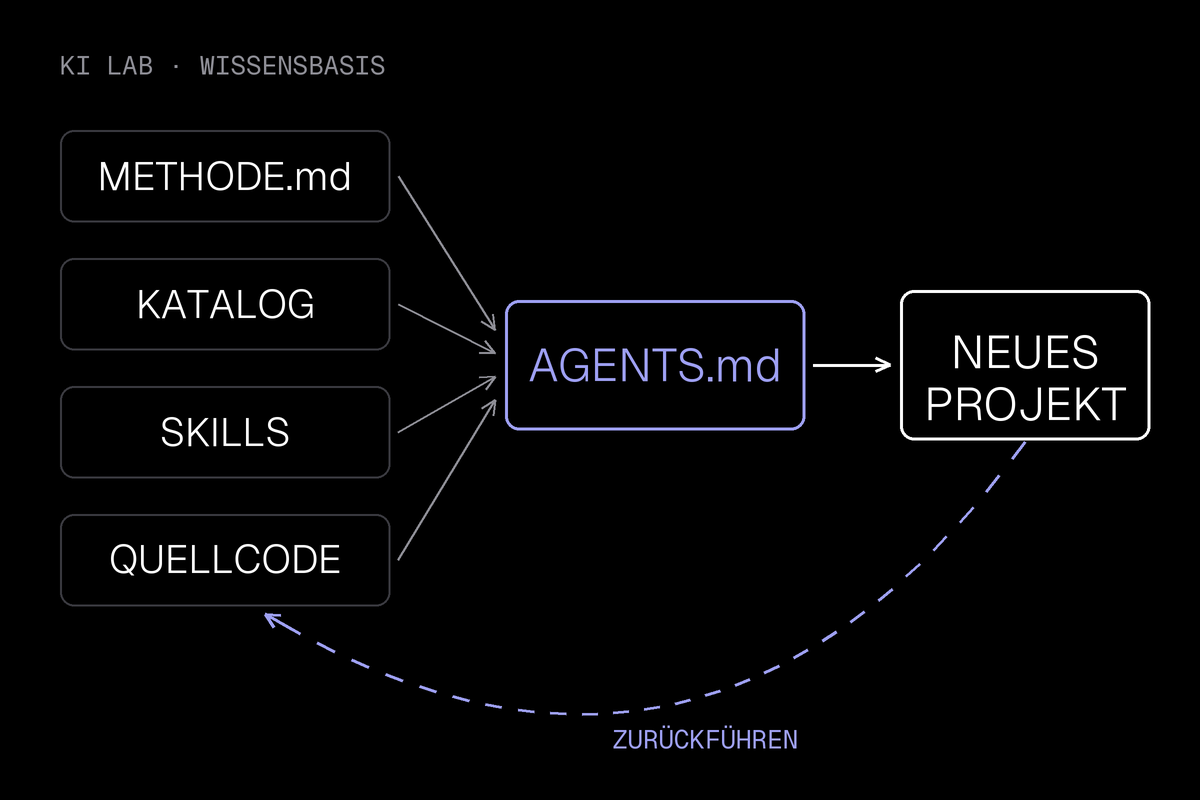 KI LAB · WISSENSBASIS
METHODE.md
KATALOG
SKILLS
QUELLCODE
AGENTS.md
NEUES
PROJEKT
ZURÜCKFÜHREN